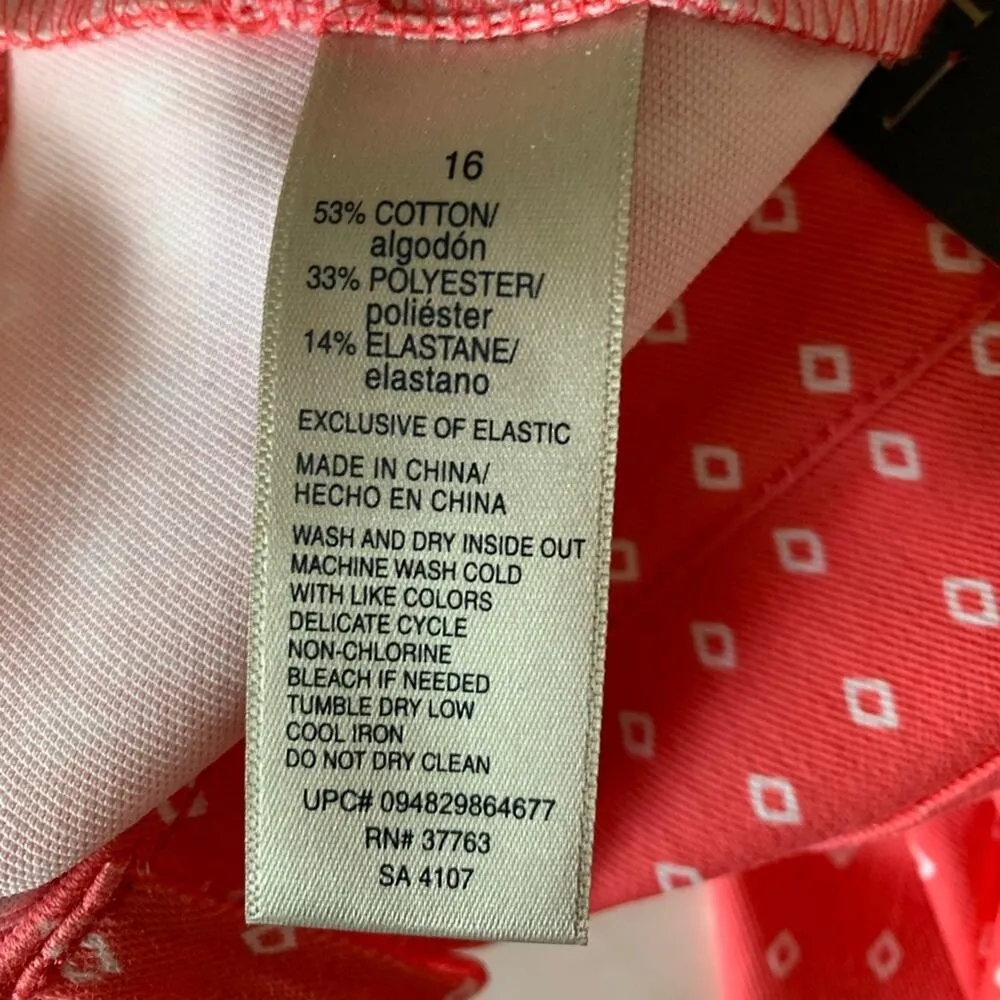 16
53% COTTON/
algodón
33% POLYESTER/
poliéster
14% ELASTANE/
elastano
EXCLUSIVE OF ELASTIC
MADE IN CHINA/
HECHO EN CHINA
WASH AND DRY INSIDE OUT
MACHINE WASH COLD
WITH LIKE COLORS
DELICATE CYCLE
NON-CHLORINE
BLEACH IF NEEDED
TUMBLE DRY LOW
COOL IRON
DO NOT DRY CLEAN
UPC# 094829864677
RN# 37763
SA 4107